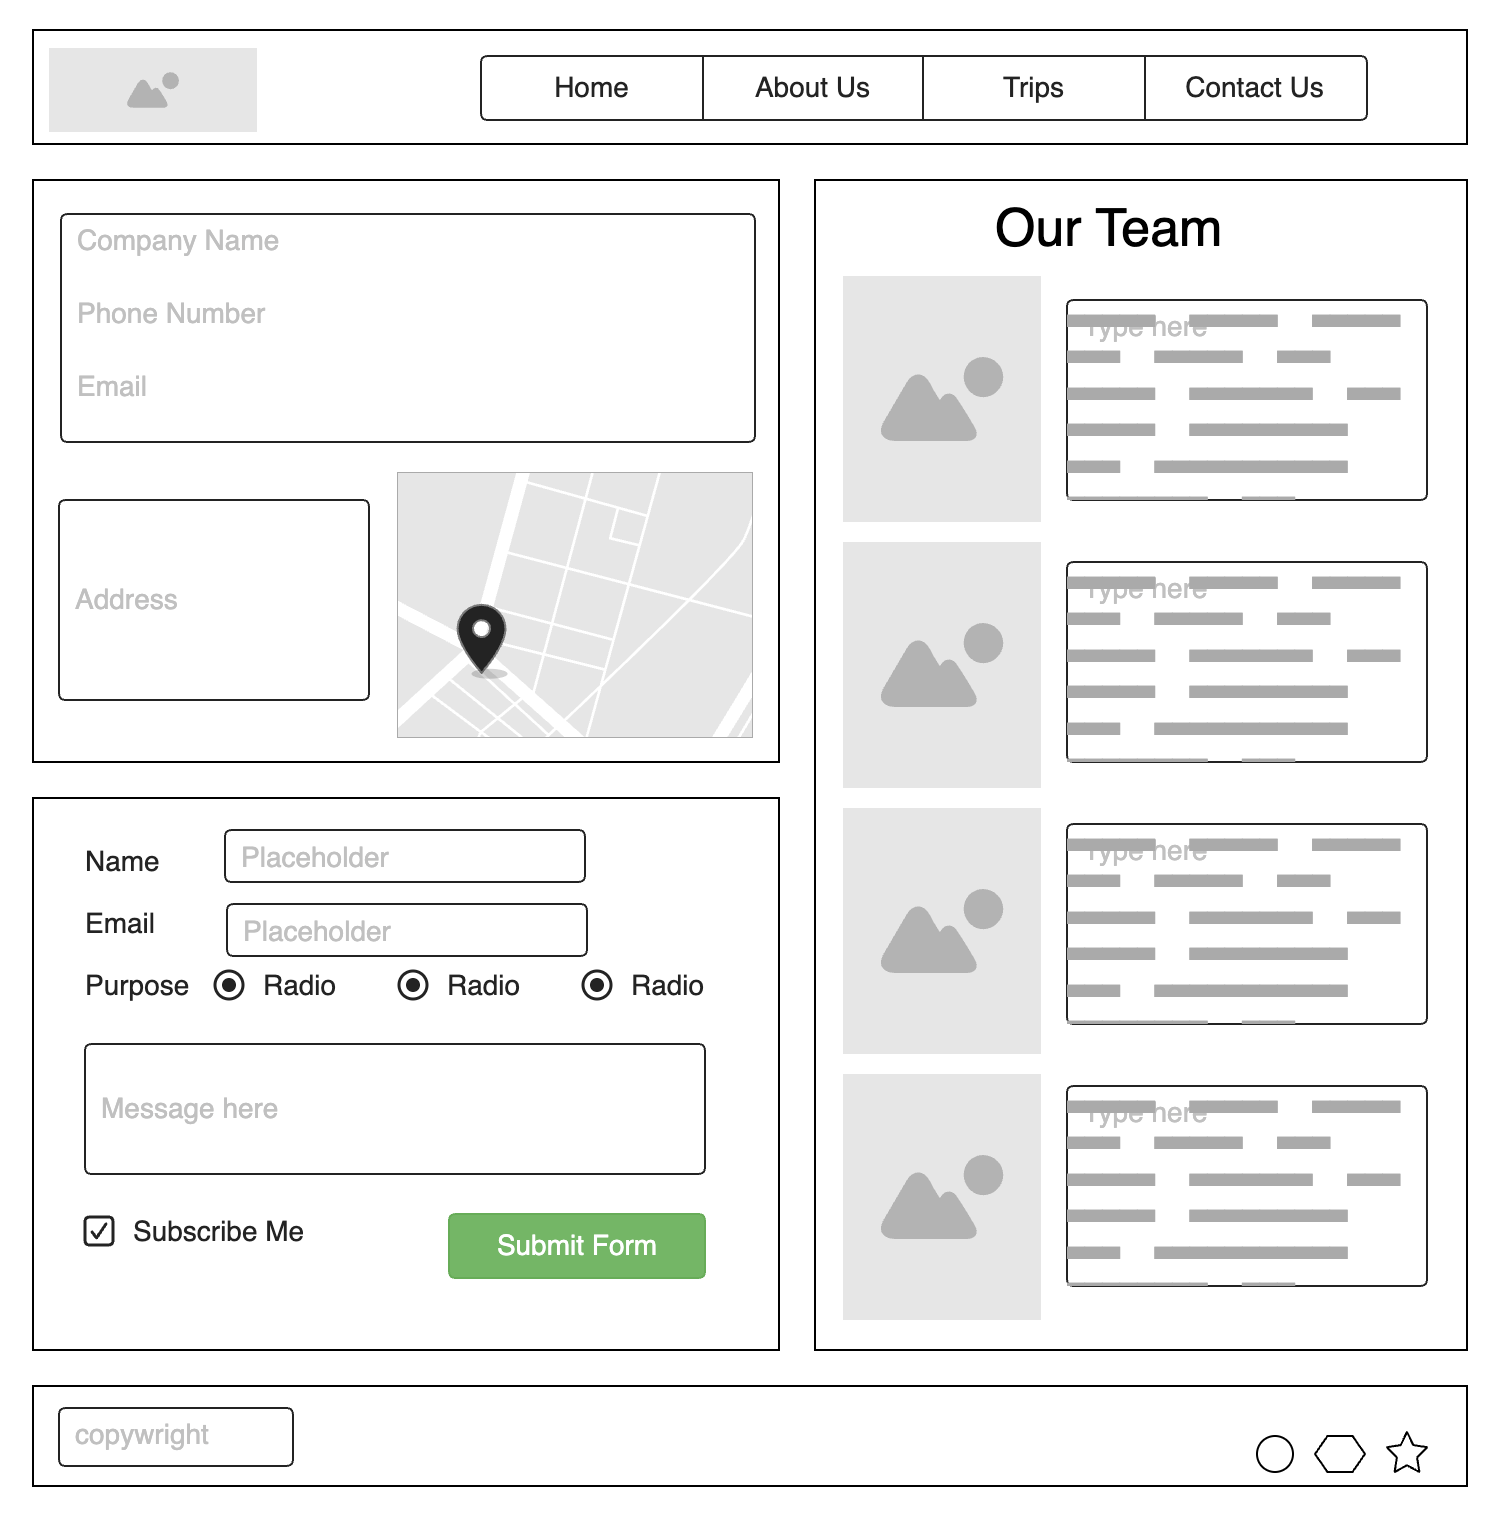 Home
About Us
Trips
Contact Us
Company Name
Phone Number
Email
Address
Name
Placeholder
Email
Placeholder
Purpose
Radio
Radio
Radio
Message here
Subscribe Me
Submit Form
Our Team
Type here
Type here
Type here
Type here
copywright